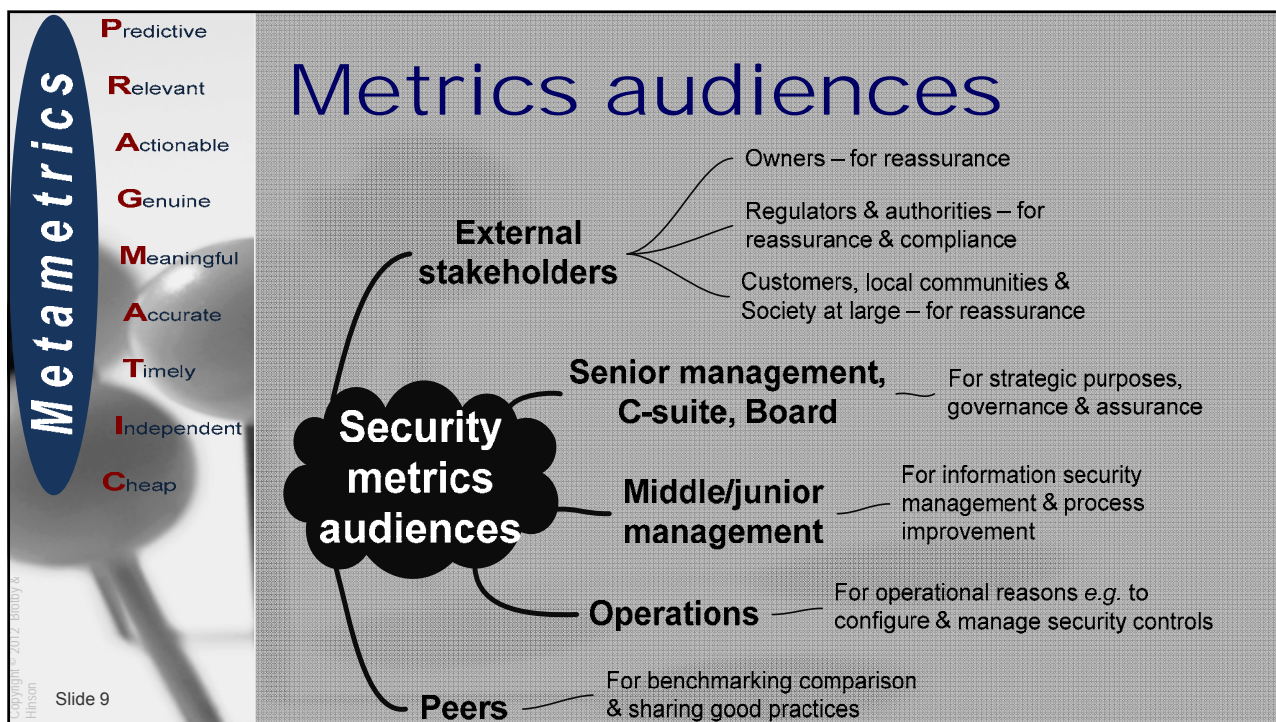 Metametrics
Predictive
Relevant
Actionable
Genuine
Meaningful
Accurate
Timely
Independent
Cheap
Copyright © 2012 Brotby &
Hinson
Slide 9
Metrics audiences
Security
metrics
audiences
External
stakeholders
Owners – for reassurance
Regulators & authorities – for
reassurance & compliance
Customers, local communities &
Society at large – for reassurance
Senior management,
C-suite, Board
For strategic purposes,
governance & assurance
Middle/junior
management
For information security
management & process
improvement
Operations
For operational reasons e.g. to
configure & manage security controls
Peers
For benchmarking comparison
& sharing good practices